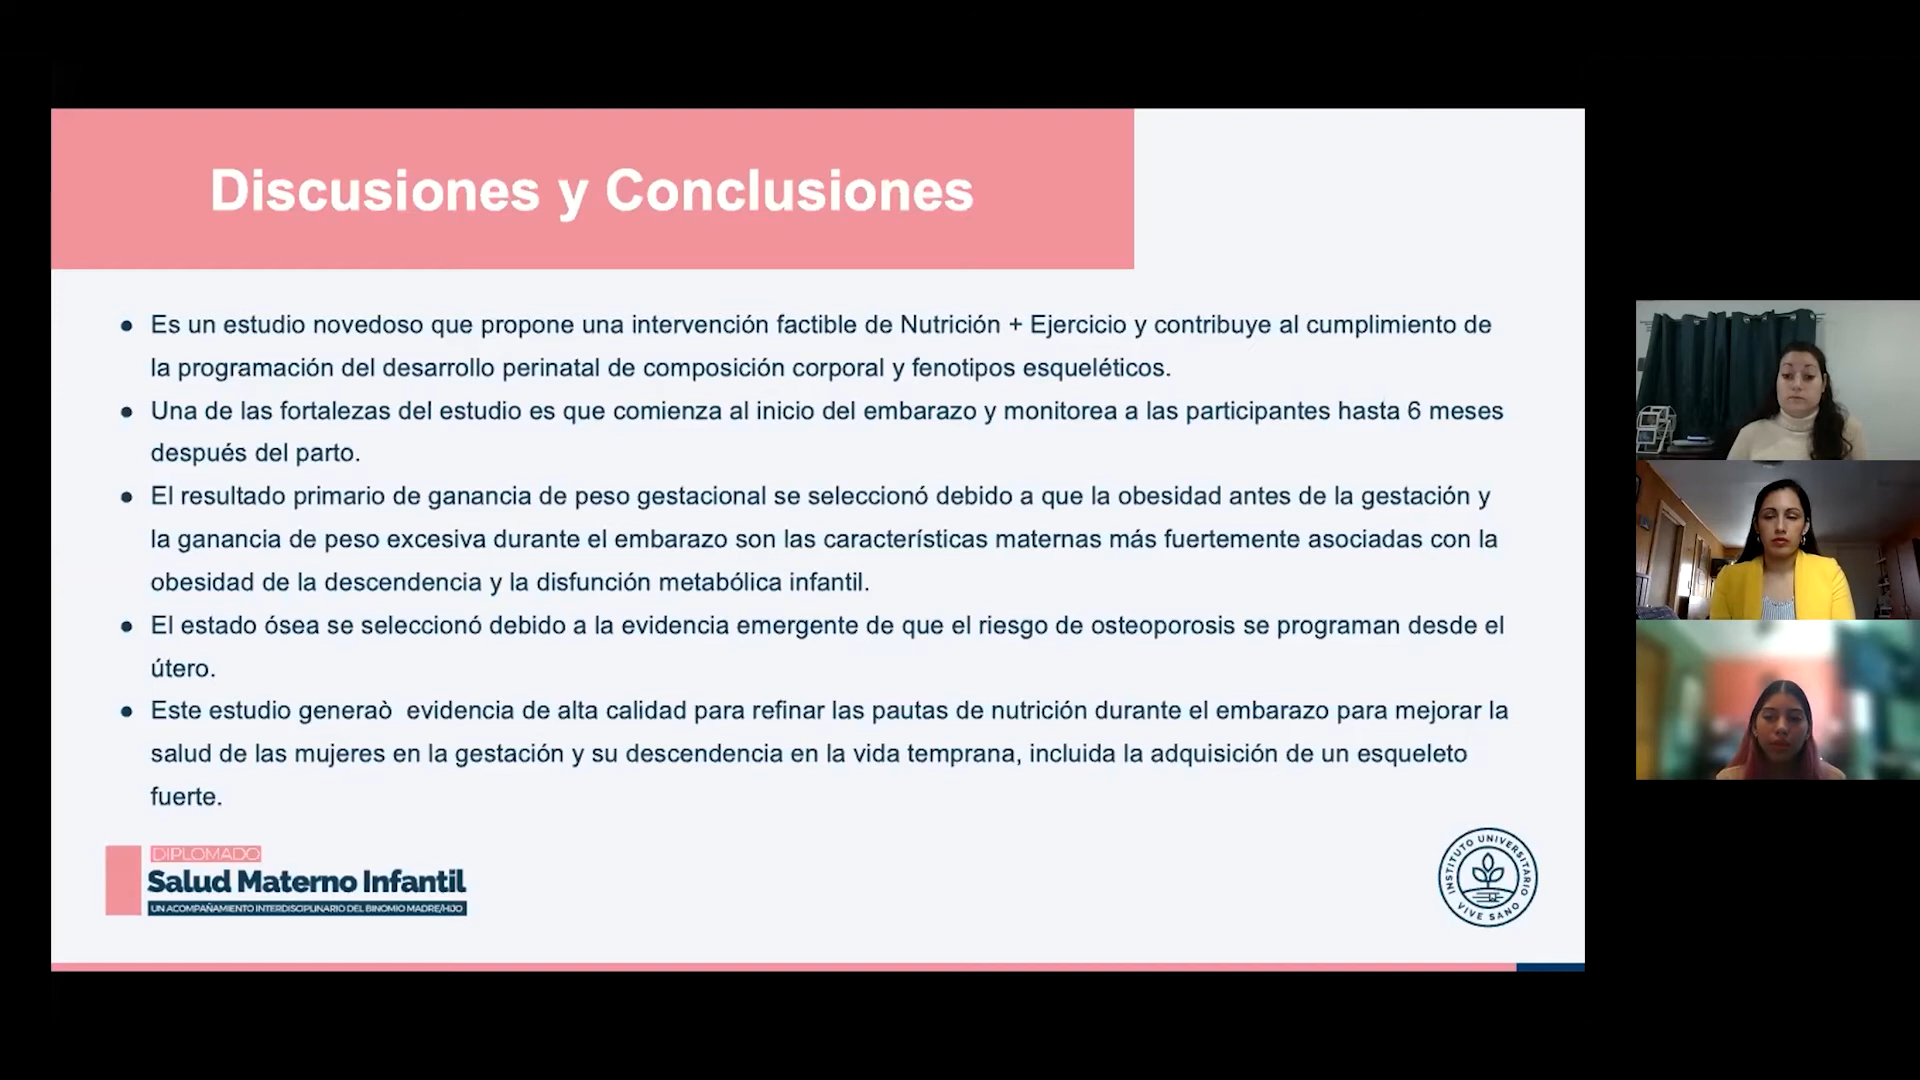 Discusiones y Conclusiones
● Es un estudio novedoso que propone una intervención factible de Nutrición + Ejercicio y contribuye al cumplimiento de
la programación del desarrollo perinatal de composición corporal y fenotipos esqueléticos.
● Una de las fortalezas del estudio es que comienza al inicio del embarazo y monitorea a las participantes hasta 6 meses
después del parto.
● El resultado primario de ganancia de peso gestacional se seleccionó debido a que la obesidad antes de la gestación y
la ganancia de peso excesiva durante el embarazo son las características maternas más fuertemente asociadas con la
obesidad de la descendencia y la disfunción metabólica infantil.
● El estado ósea se seleccionó debido a la evidencia emergente de que el riesgo de osteoporosis se programan desde el
útero.
● Este estudio generaò evidencia de alta calidad para refinar las pautas de nutrición durante el embarazo para mejorar la
salud de las mujeres en la gestación y su descendencia en la vida temprana, incluida la adquisición de un esqueleto
fuerte.
DIPLOMADO
Salud Materno Infantil
UN ACOMPAÑAMIENTO INTERDISCIPLINARIO DEL BINOMIO MADRE/HIJO
INSTITUTO UNIVERSITARIO
VIVE SANO